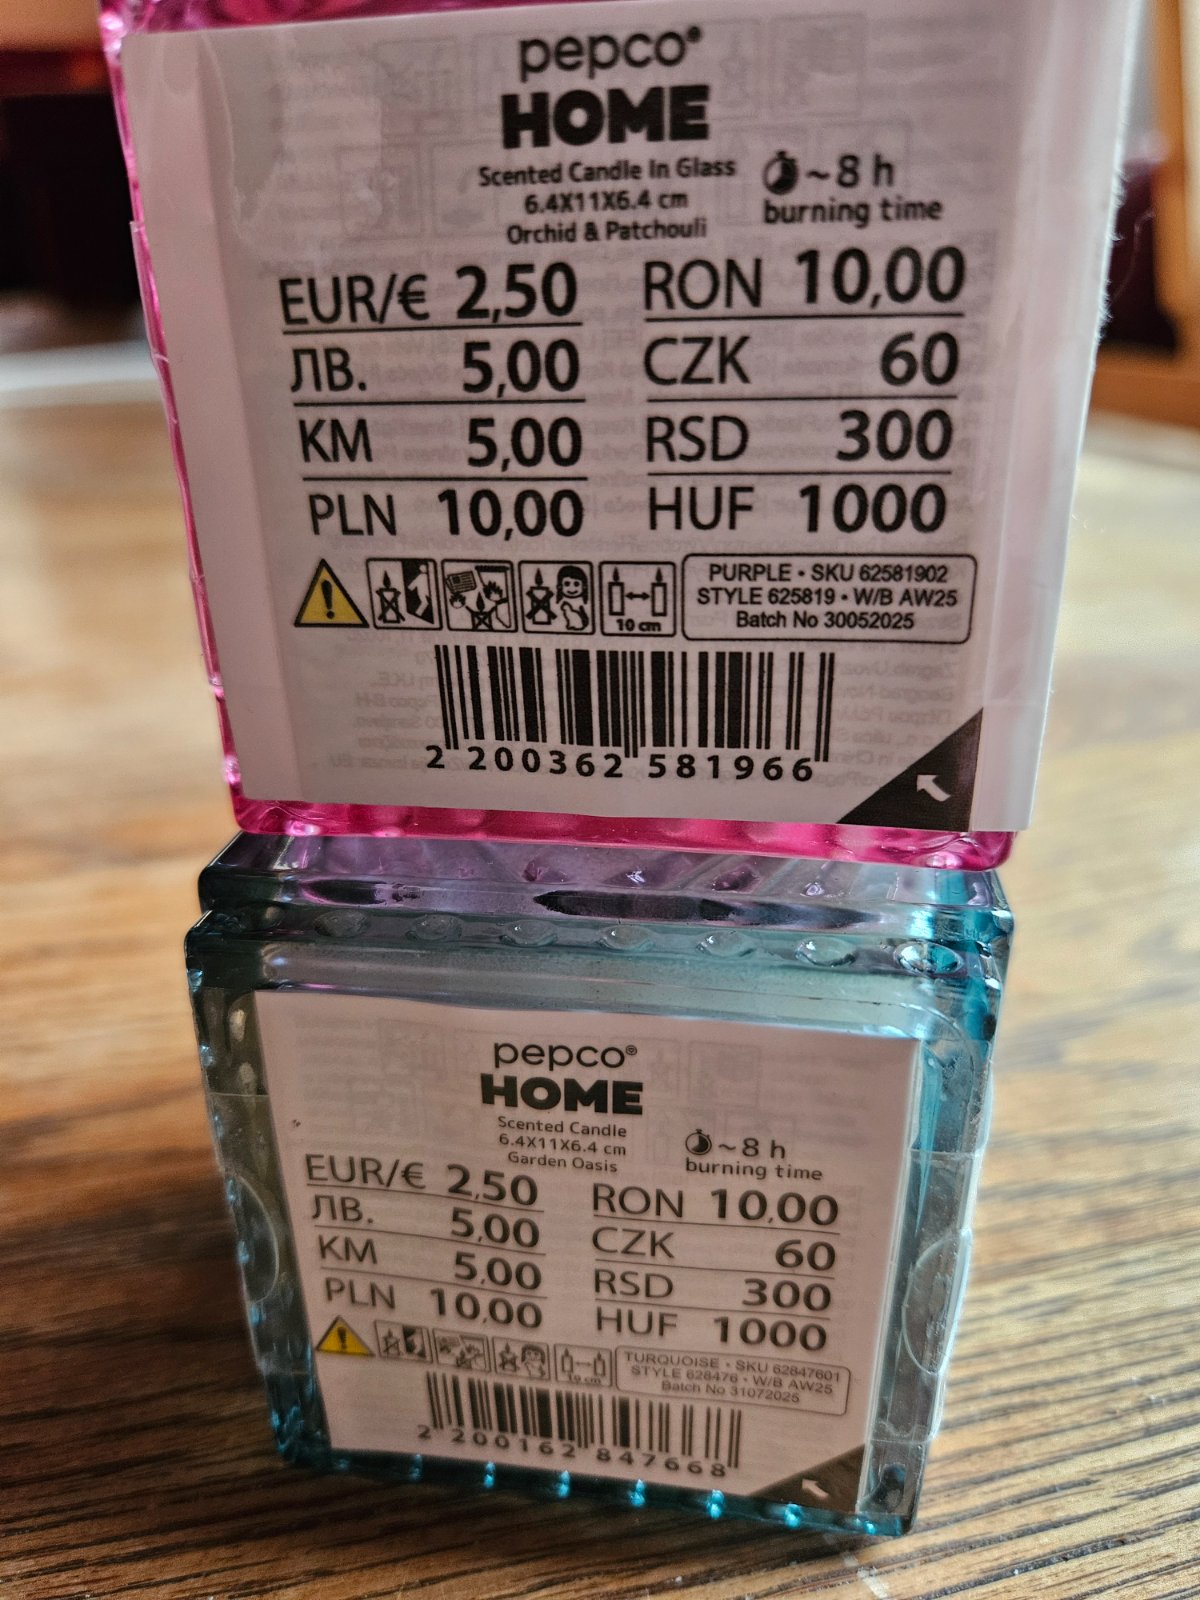 pepco®
HOME
Scented Candle In Glass
6.4X11X6.4 cm
Orchid & Patchouli
~8 h
burning time
EUR/€ 2,50 RON 10,00
ЛВ. 5,00 CZK 60
KM 5,00 RSD 300
PLN 10,00 HUF 1000
10 cm
PURPLE • SKU 62581902
STYLE 625819 • W/B AW25
Batch No 30052025
2 200362 581966
pepco®
HOME
Scented Candle
6.4X11X6.4 cm
Garden Oasis
~8 h
burning time
EUR/€ 2,50 RON 10,00
ЛВ. 5,00 CZK 60
KM 5,00 RSD 300
PLN 10,00 HUF 1000
10 cm
TURQUOISE • SKU 62847601
STYLE 628476 • W/B AW25
Batch No 31072025
2 200162 847668